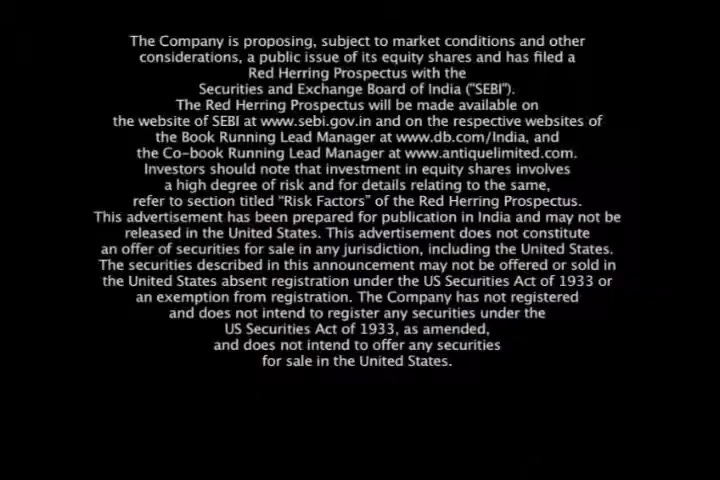 The Company is proposing, subject to market conditions and other
considerations, a public issue of its equity shares and has filed a
Red Herring Prospectus with the
Securities and Exchange Board of India ("SEBI").
The Red Herring Prospectus will be made available on
the website of SEBI at www.sebi.gov.in and on the respective websites of
the Book Running Lead Manager at www.db.com/India, and
the Co-book Running Lead Manager at www.antiquelimited.com.
Investors should note that investment in equity shares involves
a high degree of risk and for details relating to the same,
refer to section titled “Risk Factors” of the Red Herring Prospectus.
This advertisement has been prepared for publication in India and may not be
released in the United States. This advertisement does not constitute
an offer of securities for sale in any jurisdiction, including the United States.
The securities described in this announcement may not be offered or sold in
the United States absent registration under the US Securities Act of 1933 or
an exemption from registration. The Company has not registered
and does not intend to register any securities under the
US Securities Act of 1933, as amended,
and does not intend to offer any securities
for sale in the United States.